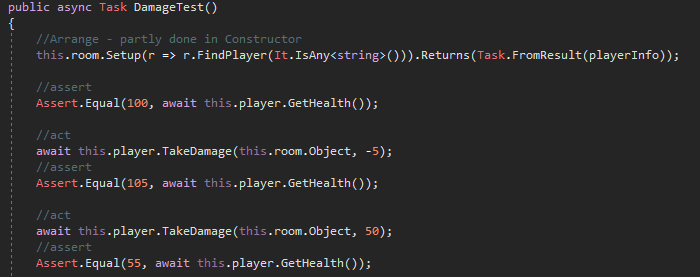 public async Task DamageTest()
{
//Arrange - partly done in Constructor
this.room.Setup(r => r.FindPlayer(It.IsAny<string>())).Returns(Task.FromResult(playerInfo));
//assert
Assert.Equal(100, await this.player.GetHealth());
//act
await this.player.TakeDamage(this.room.Object, -5);
//assert
Assert.Equal(105, await this.player.GetHealth());
//act
await this.player.TakeDamage(this.room.Object, 50);
//assert
Assert.Equal(55, await this.player.GetHealth());